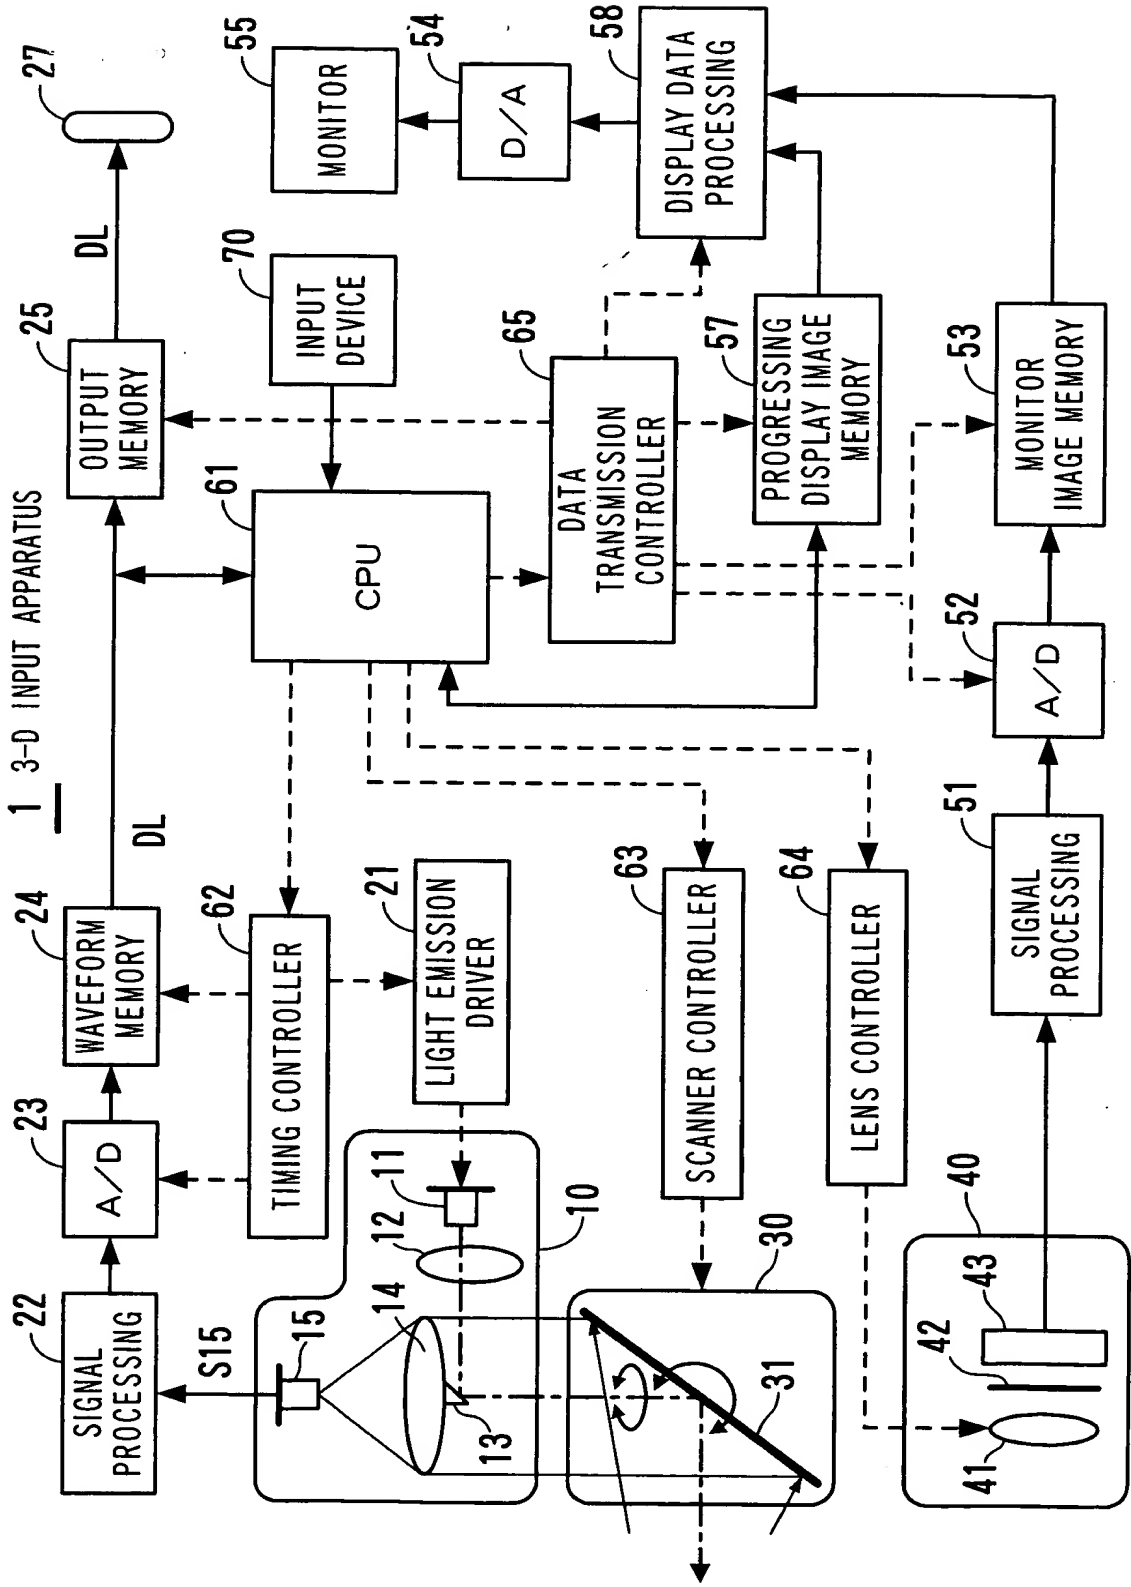 1 3-D INPUT APPARATUS
22
SIGNAL
PROCESSING
23
A/D
24
WAVEFORM
MEMORY
DL
25
OUTPUT
MEMORY
DL
27
S15
62
TIMING CONTROLLER
61
CPU
70
INPUT
DEVICE
55
MONITOR
54
D/A
58
DISPLAY DATA
PROCESSING
15
14
13
12
11
10
21
LIGHT EMISSION
DRIVER
65
DATA
TRANSMISSION
CONTROLLER
57
PROGRESSING
DISPLAY IMAGE
MEMORY
30
31
63
SCANNER CONTROLLER
64
LENS CONTROLLER
40
41
42
43
51
SIGNAL
PROCESSING
52
A/D
53
MONITOR
IMAGE MEMORY